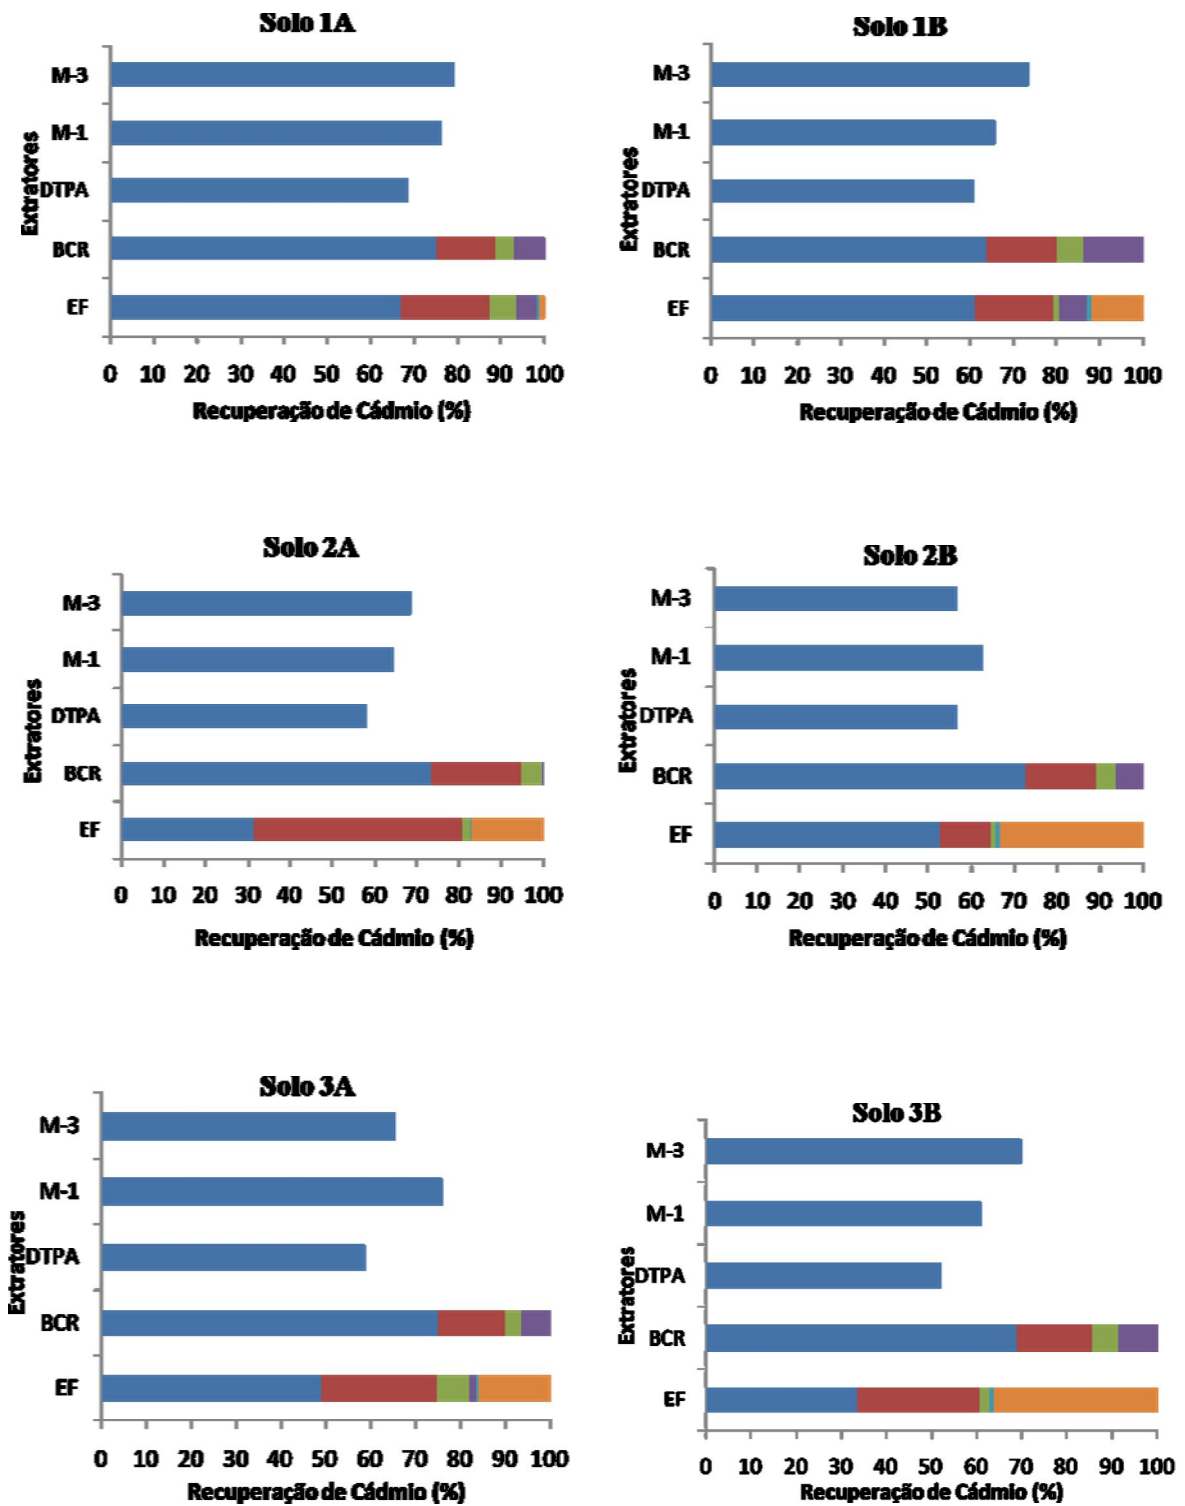 Solo 1A
Extratores
M-3
M-1
DTPA
BCR
EF
0 10 20 30 40 50 60 70 80 90 100
Recuperação de Cádmio (%)
Solo 1B
Extratores
M-3
M-1
DTPA
BCR
EF
0 10 20 30 40 50 60 70 80 90 100
Recuperação de Cádmio (%)
Solo 2A
Extratores
M-3
M-1
DTPA
BCR
EF
0 10 20 30 40 50 60 70 80 90 100
Recuperação de Cádmio (%)
Solo 2B
Extratores
M-3
M-1
DTPA
BCR
EF
0 10 20 30 40 50 60 70 80 90 100
Recuperação de Cádmio (%)
Solo 3A
Extratores
M-3
M-1
DTPA
BCR
EF
0 10 20 30 40 50 60 70 80 90 100
Recuperação de Cádmio (%)
Solo 3B
Extratores
M-3
M-1
DTPA
BCR
EF
0 10 20 30 40 50 60 70 80 90 100
Recuperação de Cádmio (%)